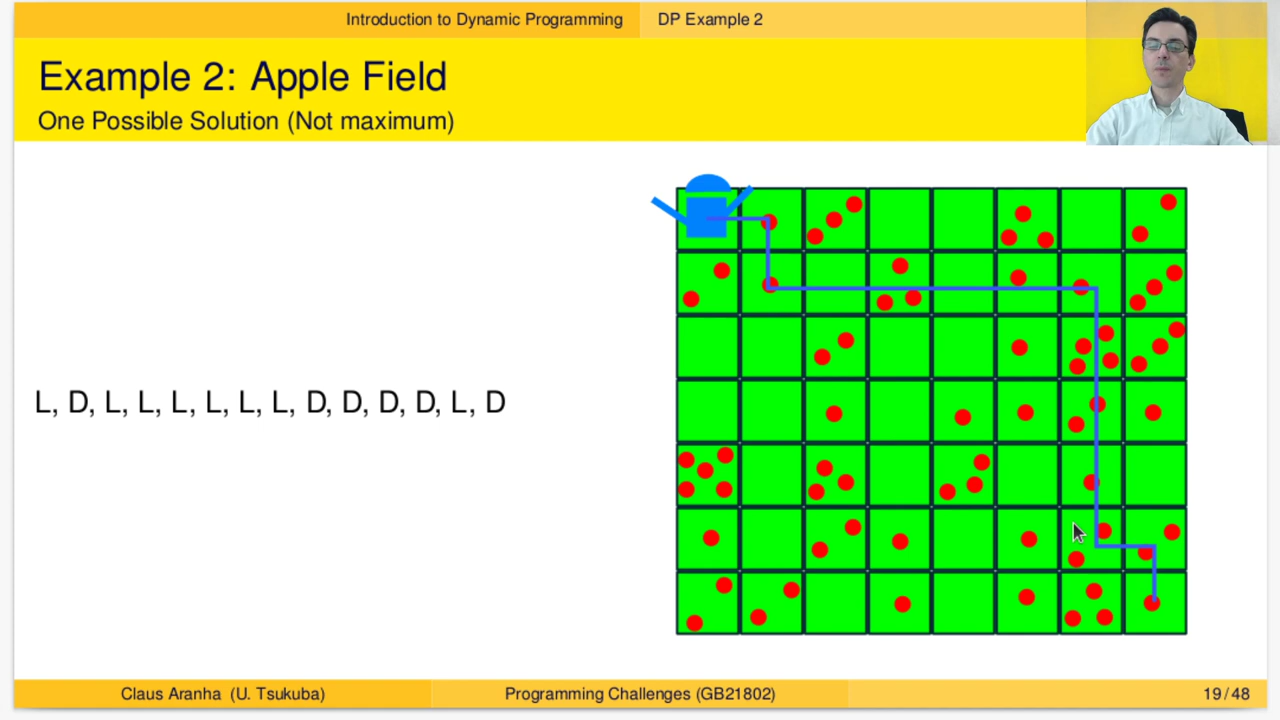 Introduction to Dynamic Programming DP Example 2
Example 2: Apple Field
One Possible Solution (Not maximum)
L, D, L, L, L, L, L, L, D, D, D, D, L, D
Claus Aranha (U. Tsukuba) Programming Challenges (GB21802) 19 / 48